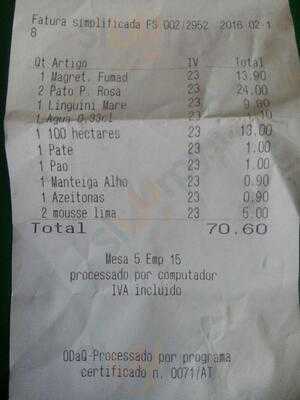 Fatura simplificada FS 002/2952 2016-02-1
8
Qt Artigo IV Total
1 Magret. Fumad 23 13.90
2 Pato P. Rosa 23 24.00
1 Linguini Mare 23 9.80
1 Agua 0,33cl 23 1.10
1 100 hectares 23 13.00
1 Pate 23 1.00
1 Pao 23 1.00
1 Manteiga Alho 23 0.90
1 Azeitonas 23 0.90
2 mousse lima 23 5.00
Total 70.60
Mesa 5 Emp 15
processado por computador
IVA incluido
ODaQ-Processado por programa
certificado n. 0071/AT